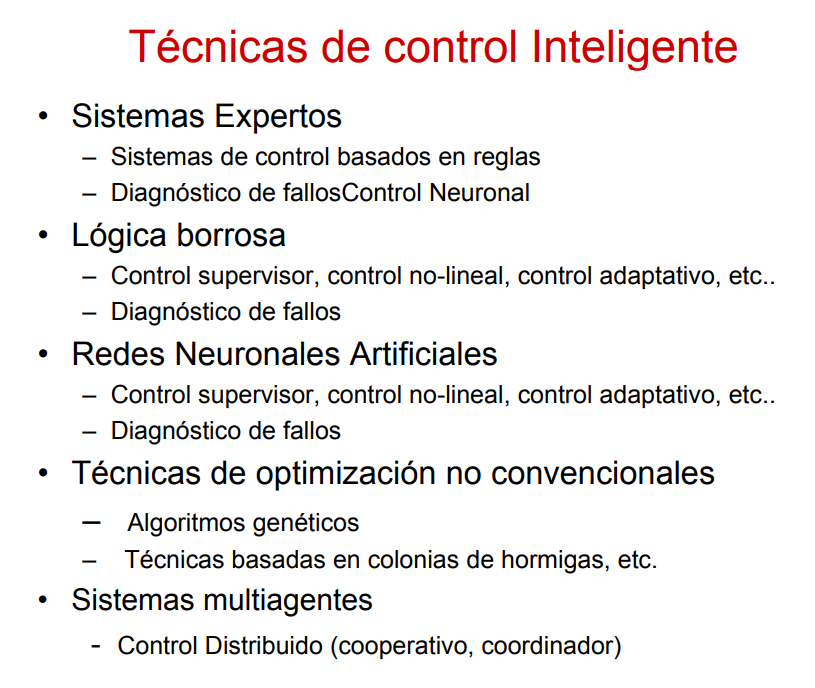 Técnicas de control Inteligente
• Sistemas Expertos
– Sistemas de control basados en reglas
– Diagnóstico de fallosControl Neuronal
• Lógica borrosa
– Control supervisor, control no-lineal, control adaptativo, etc..
– Diagnóstico de fallos
• Redes Neuronales Artificiales
– Control supervisor, control no-lineal, control adaptativo, etc..
– Diagnóstico de fallos
• Técnicas de optimización no convencionales
– Algoritmos genéticos
– Técnicas basadas en colonias de hormigas, etc.
• Sistemas multiagentes
- Control Distribuido (cooperativo, coordinador)